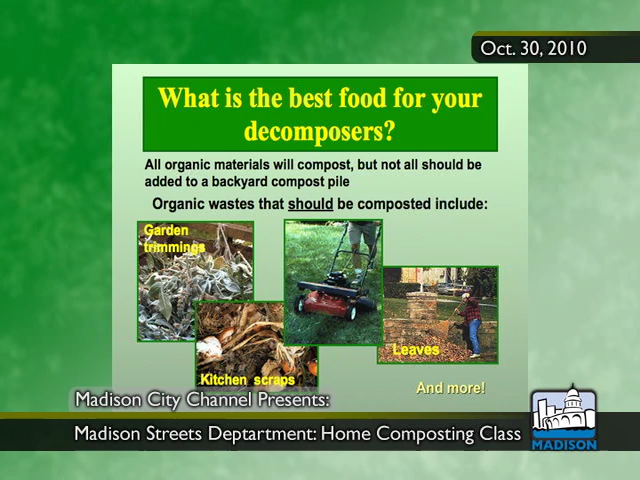 Oct. 30, 2010
What is the best food for your
decomposers?
All organic materials will compost, but not all should be
added to a backyard compost pile
Organic wastes that should be composted include:
Garden
trimmings
Kitchen scraps
Leaves
And more!
Madison City Channel Presents:
Madison Streets Deptartment: Home Composting Class
MADISON